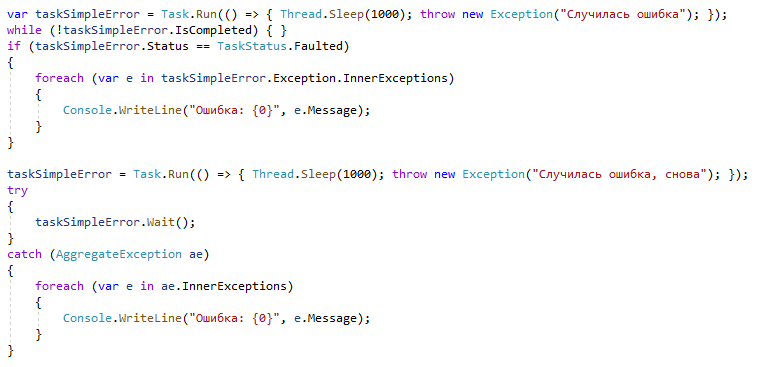 var taskSimpleError = Task.Run(() => { Thread.Sleep(1000); throw new Exception("Случилась ошибка"); });
while (!taskSimpleError.IsCompleted) { }
if (taskSimpleError.Status == TaskStatus.Faulted)
{
    foreach (var e in taskSimpleError.Exception.InnerExceptions)
    {
        Console.WriteLine("Ошибка: {0}", e.Message);
    }
}

taskSimpleError = Task.Run(() => { Thread.Sleep(1000); throw new Exception("Случилась ошибка, снова"); });
try
{
    taskSimpleError.Wait();
}
catch (AggregateException ae)
{
    foreach (var e in ae.InnerExceptions)
    {
        Console.WriteLine("Ошибка: {0}", e.Message);
    }
}